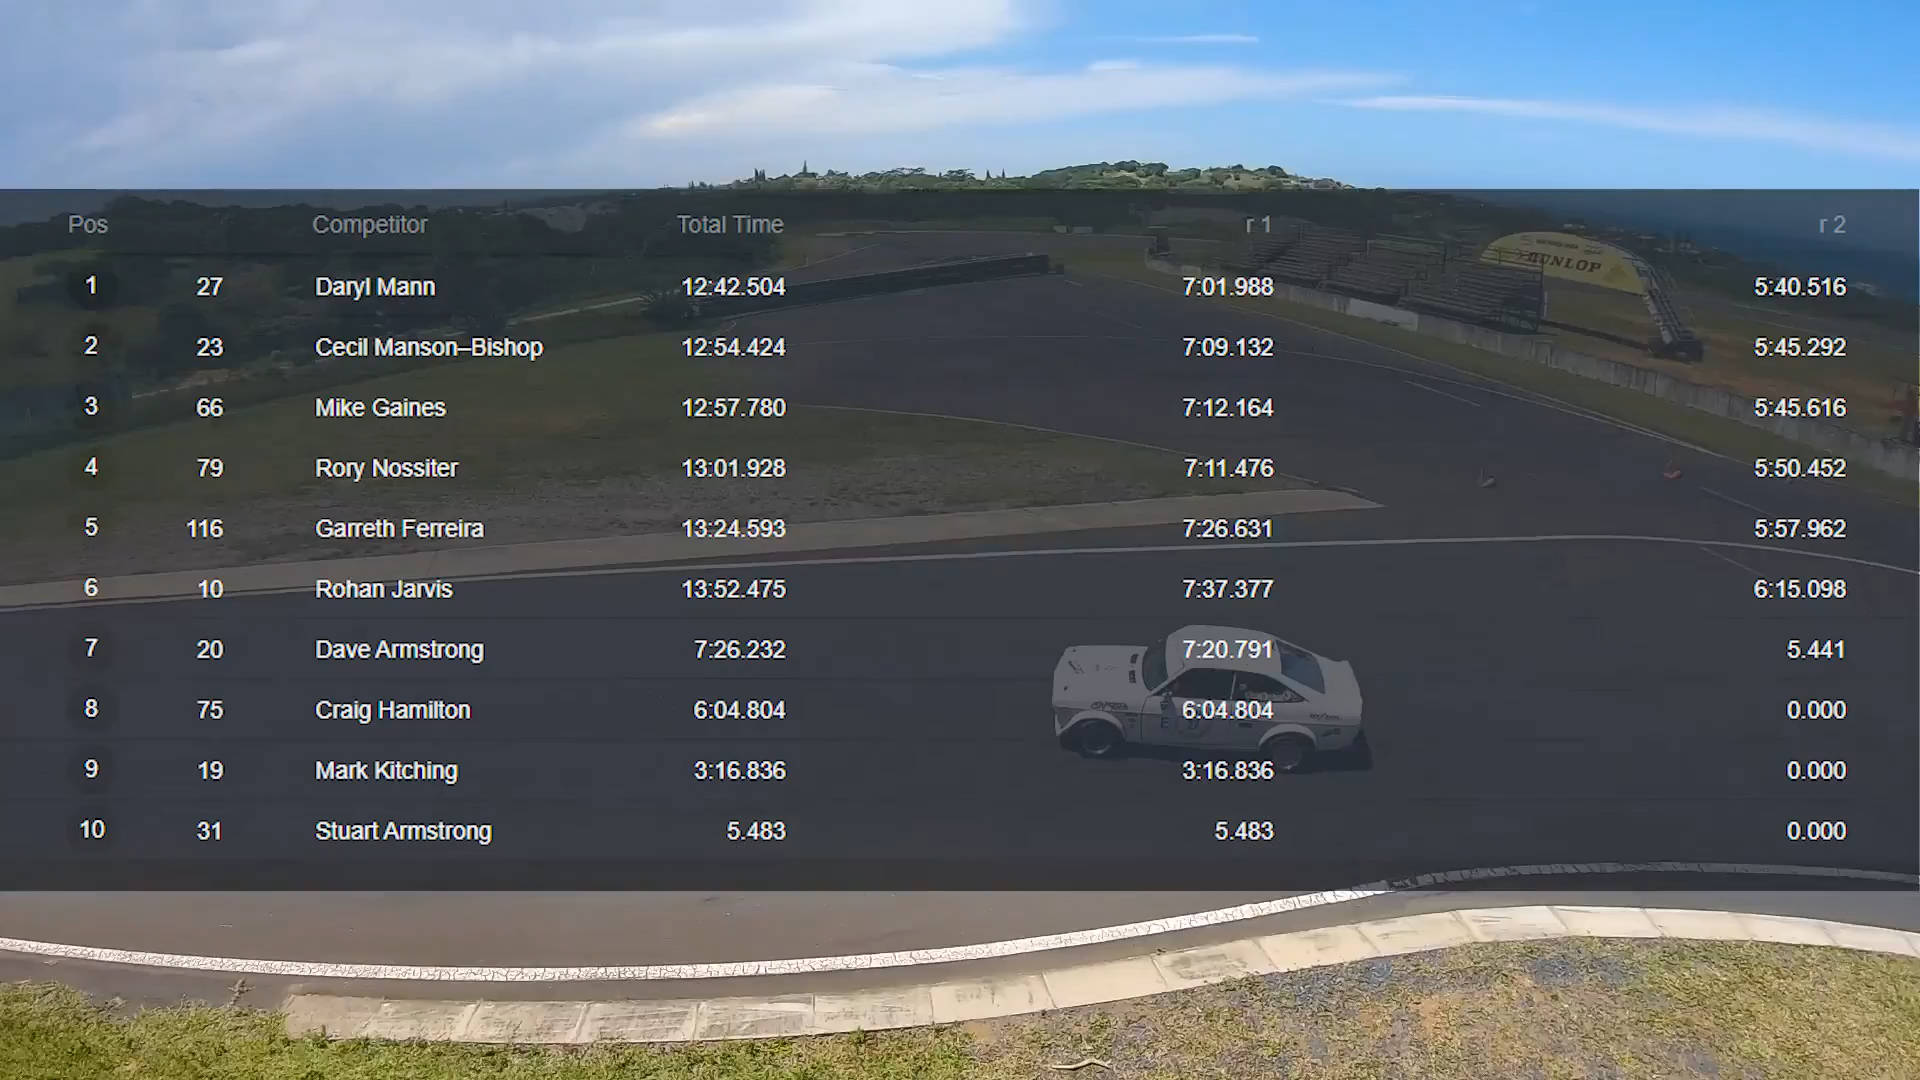 Pos Competitor Total Time r 1 r 2
1 27 Daryl Mann 12:42.504 7:01.988 5:40.516
2 23 Cecil Manson–Bishop 12:54.424 7:09.132 5:45.292
3 66 Mike Gaines 12:57.780 7:12.164 5:45.616
4 79 Rory Nossiter 13:01.928 7:11.476 5:50.452
5 116 Garreth Ferreira 13:24.593 7:26.631 5:57.962
6 10 Rohan Jarvis 13:52.475 7:37.377 6:15.098
7 20 Dave Armstrong 7:26.232 7:20.791 5.441
8 75 Craig Hamilton 6:04.804 6:04.804 0.000
9 19 Mark Kitching 3:16.836 3:16.836 0.000
10 31 Stuart Armstrong 5.483 5.483 0.000
DUNLOP